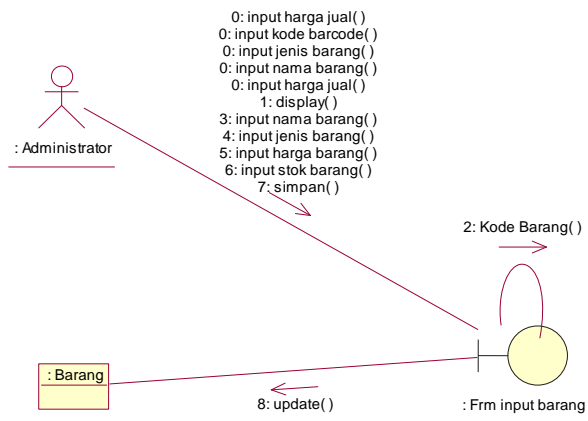 0: input harga jual( )
0: input kode barcode( )
0: input jenis barang( )
0: input nama barang( )
0: input harga jual( )
1: display( )
3: input nama barang( )
4: input jenis barang( )
5: input harga barang( )
6: input stok barang( )
7: simpan( )
: Administrator
2: Kode Barang( )
: Barang
8: update( )
: Frm input barang